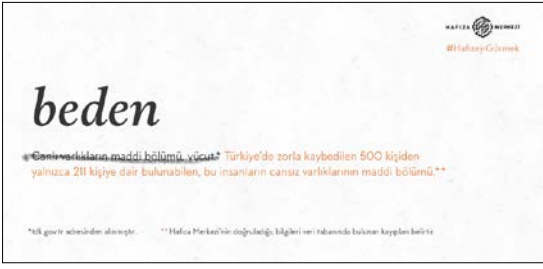 HAFIZA MERKEZİ
#HafızayıGörmek
beden
Canlı varlıkların maddi bölümü, vücut.* Türkiye'de zorla kaybedilen 500 kişiden
yalnızca 211 kişiye dair bulunabilen, bu insanların cansız varlıklarının maddi bölümü.**
*tdk.gov.tr adresinden alınmıştır. ** Hafıza Merkezi'nin doğruladığı, bilgileri veri tabanında bulunan kayıpları belirtir.